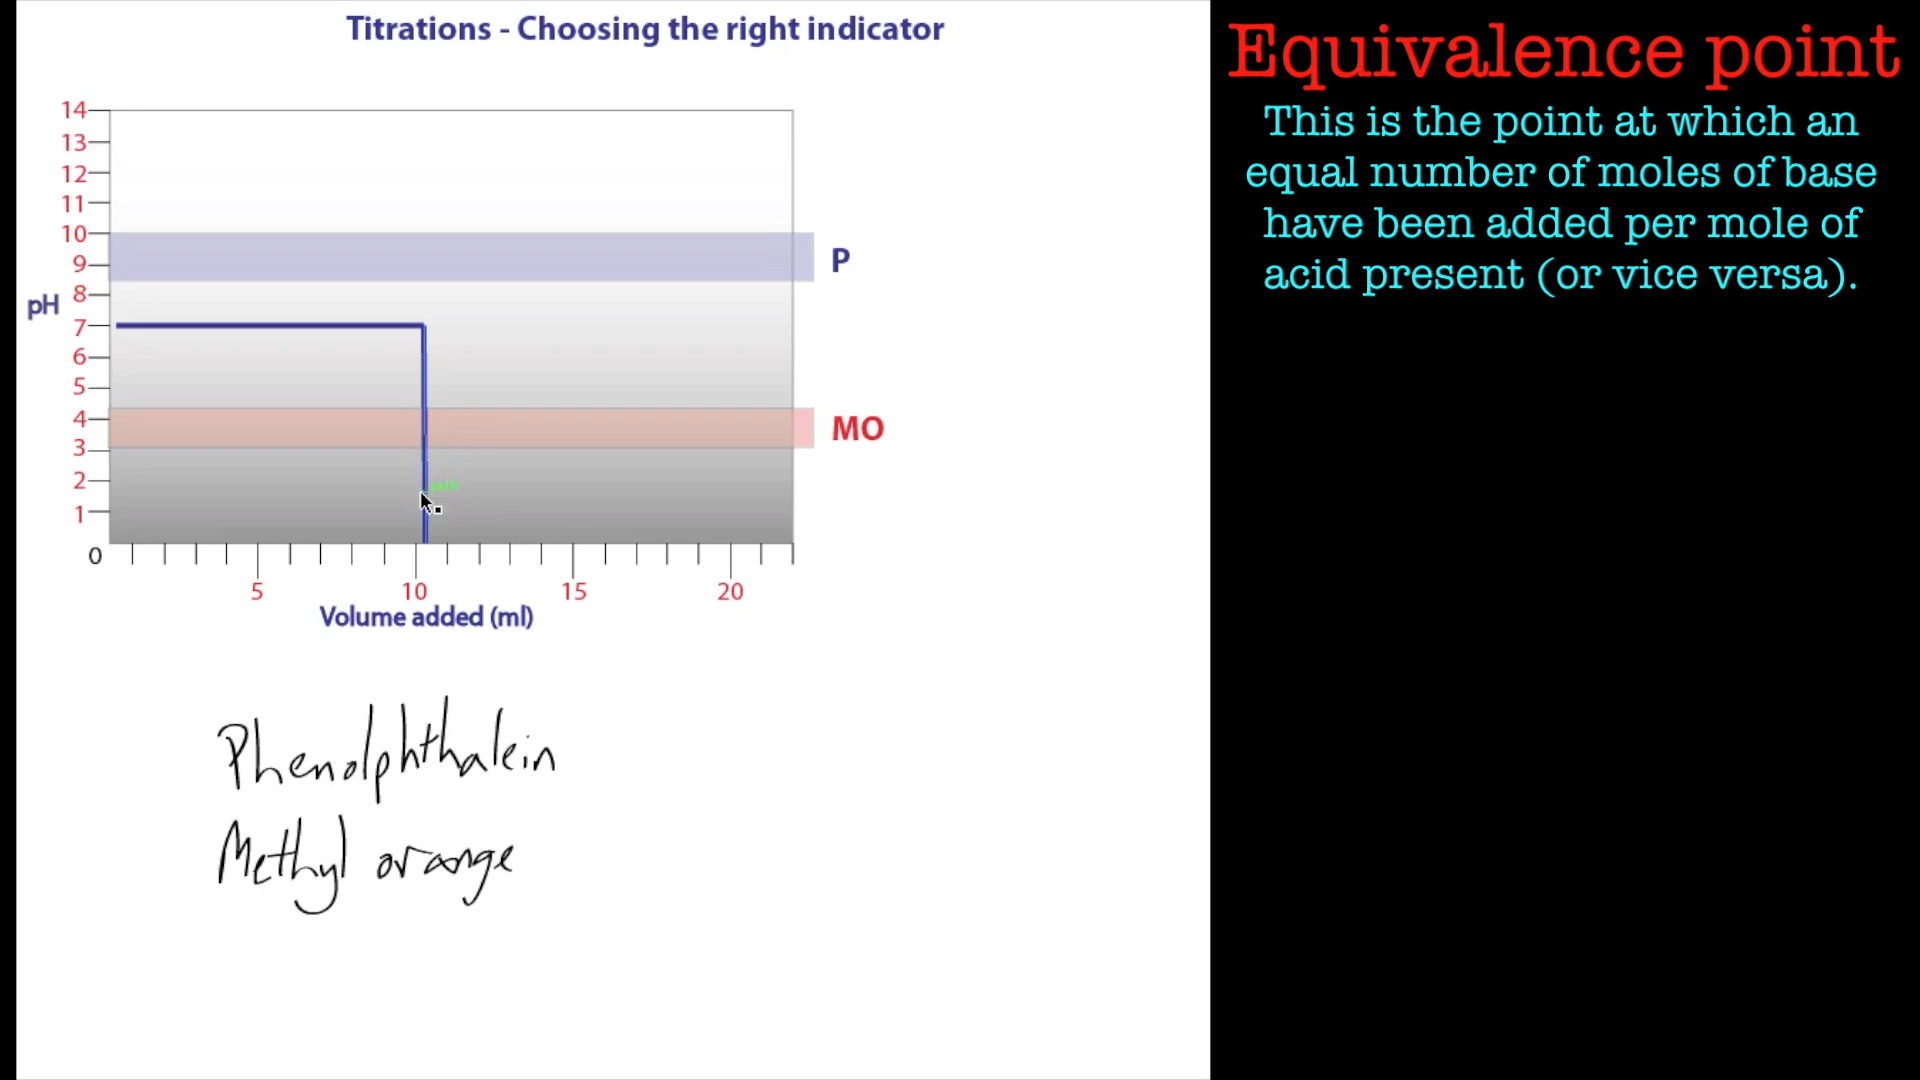 Titrations - Choosing the right indicator
14
13
12
11
10
9
8
7
6
5
4
3
2
1
0
pH
P
MO
path
5 10 15 20
Volume added (ml)
Phenolphthalein
Methyl orange
Equivalence point
This is the point at which an
equal number of moles of base
have been added per mole of
acid present (or vice versa).